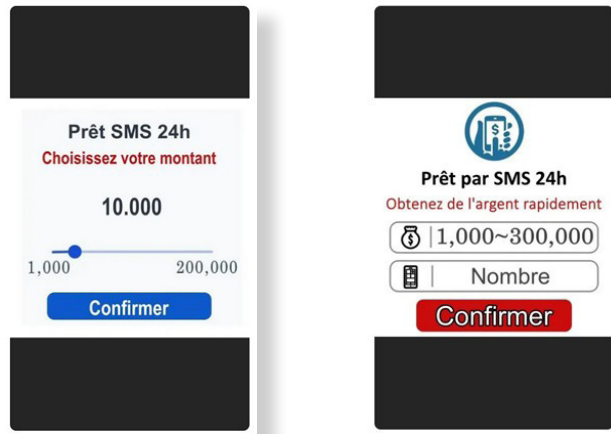 Prêt SMS 24h
Choisissez votre montant
10.000
1,000 200,000
Confirmer
$
Prêt par SMS 24h
Obtenez de l'argent rapidement
$ | 1,000~300,000
| Nombre
Confirmer